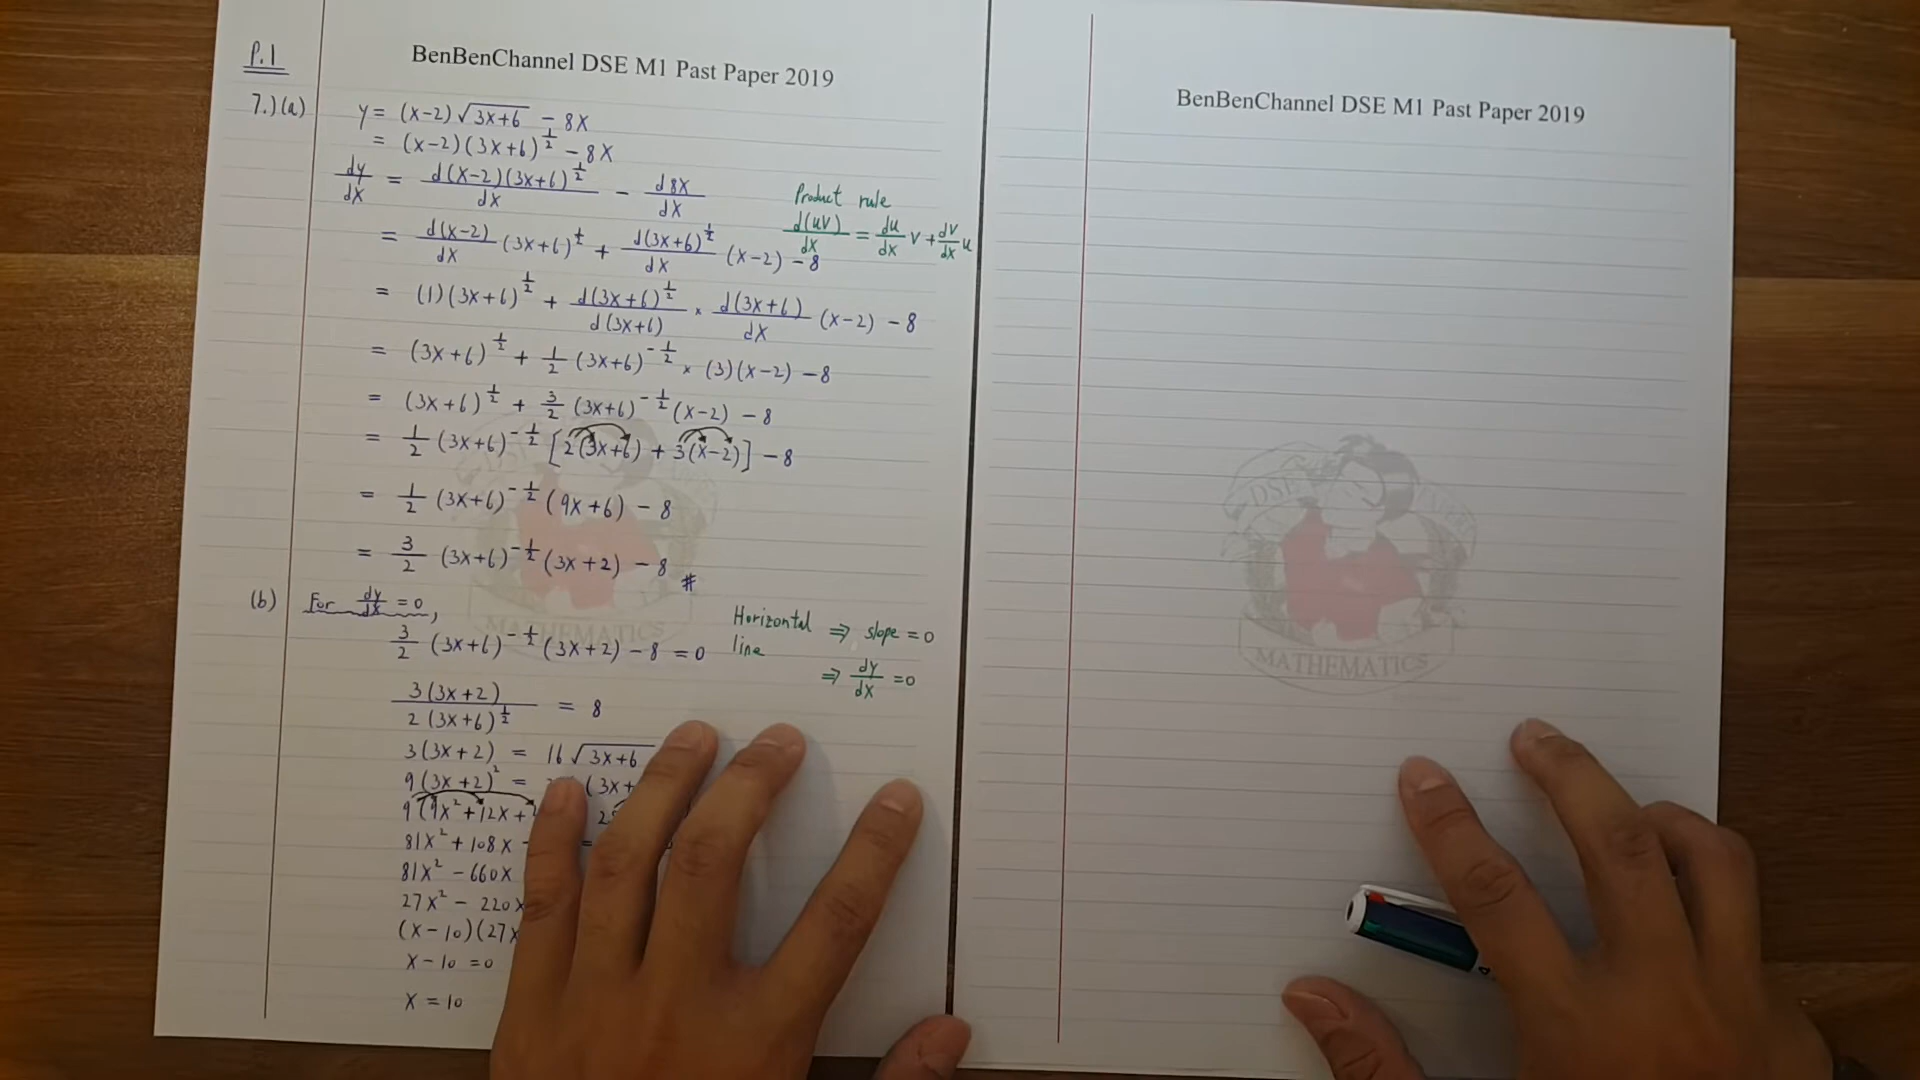 P.1
BenBenChannel DSE M1 Past Paper 2019
7.)(a) y = (x-2)√(3x+6) - 8x
= (x-2)(3x+6)^(1/2) - 8x
dy/dx = d(x-2)(3x+6)^(1/2)/dx - d8x/dx
Product rule
= d(x-2)/dx (3x+6)^(1/2) + d(3x+6)^(1/2)/dx (x-2) - 8
d(uv)/dx = du/dx v + dv/dx u
= (1)(3x+6)^(1/2) + d(3x+6)^(1/2)/d(3x+6) × d(3x+6)/dx (x-2) - 8
= (3x+6)^(1/2) + 1/2 (3x+6)^(-1/2) × (3)(x-2) - 8
= (3x+6)^(1/2) + 3/2 (3x+6)^(-1/2) (x-2) - 8
= 1/2 (3x+6)^(-1/2) [2(3x+6) + 3(x-2)] - 8
= 1/2 (3x+6)^(-1/2) (9x+6) - 8
= 3/2 (3x+6)^(-1/2) (3x+2) - 8 #
(b) For dy/dx = 0,
3/2 (3x+6)^(-1/2) (3x+2) - 8 = 0
Horizontal ⇒ slope = 0
line
⇒ dy/dx = 0
3(3x+2)/2(3x+6)^(1/2) = 8
3(3x+2) = 16√(3x+6)
9(3x+2)² = (3x+
9(9x²+12x+
81x² + 108x
81x² - 660x
27x² - 220x
(x-10)(27x
x-10 = 0
x = 10
MATHEMATICS
BenBenChannel DSE M1 Past Paper 2019
DSE
MATHEMATICS